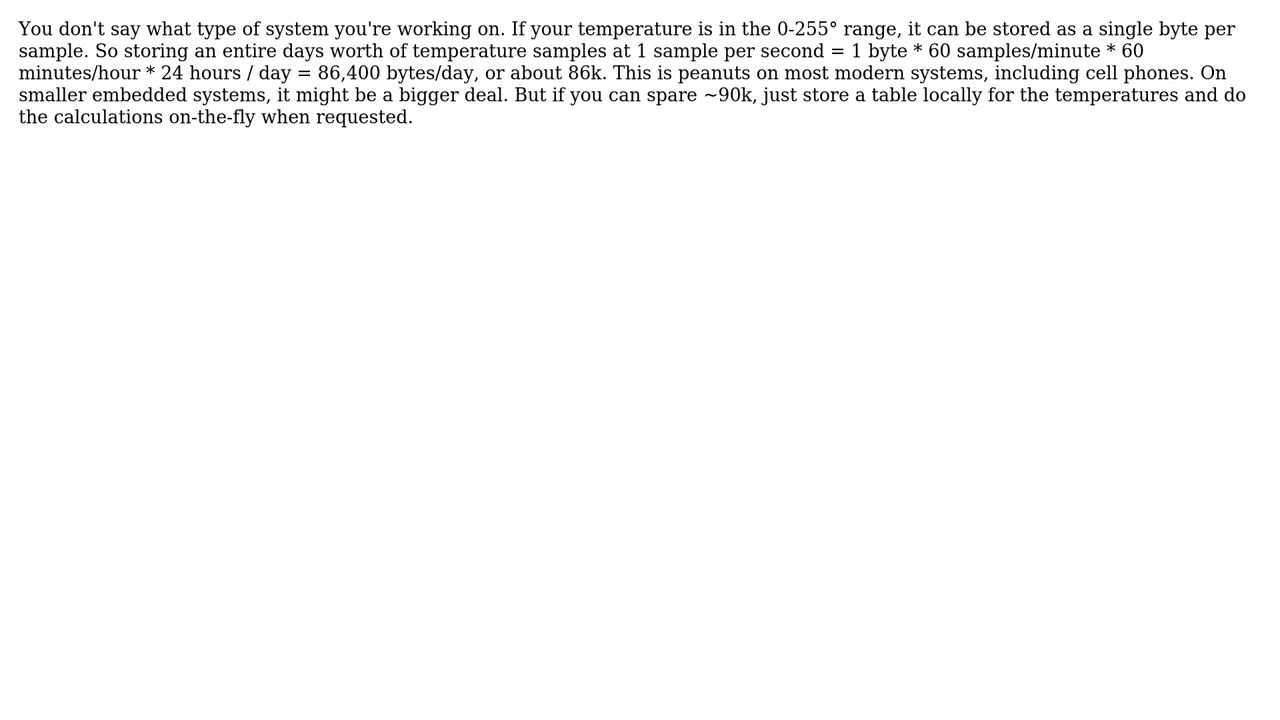 You don't say what type of system you're working on. If your temperature is in the 0-255° range, it can be stored as a single byte per
sample. So storing an entire days worth of temperature samples at 1 sample per second = 1 byte * 60 samples/minute * 60
minutes/hour * 24 hours / day = 86,400 bytes/day, or about 86k. This is peanuts on most modern systems, including cell phones. On
smaller embedded systems, it might be a bigger deal. But if you can spare ~90k, just store a table locally for the temperatures and do
the calculations on-the-fly when requested.